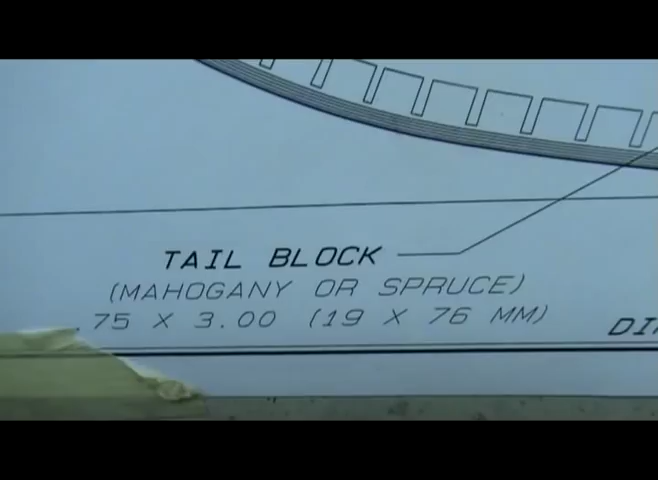 TAIL BLOCK
(MAHOGANY OR SPRUCE)
.75 X 3.00 (19 X 76 MM)